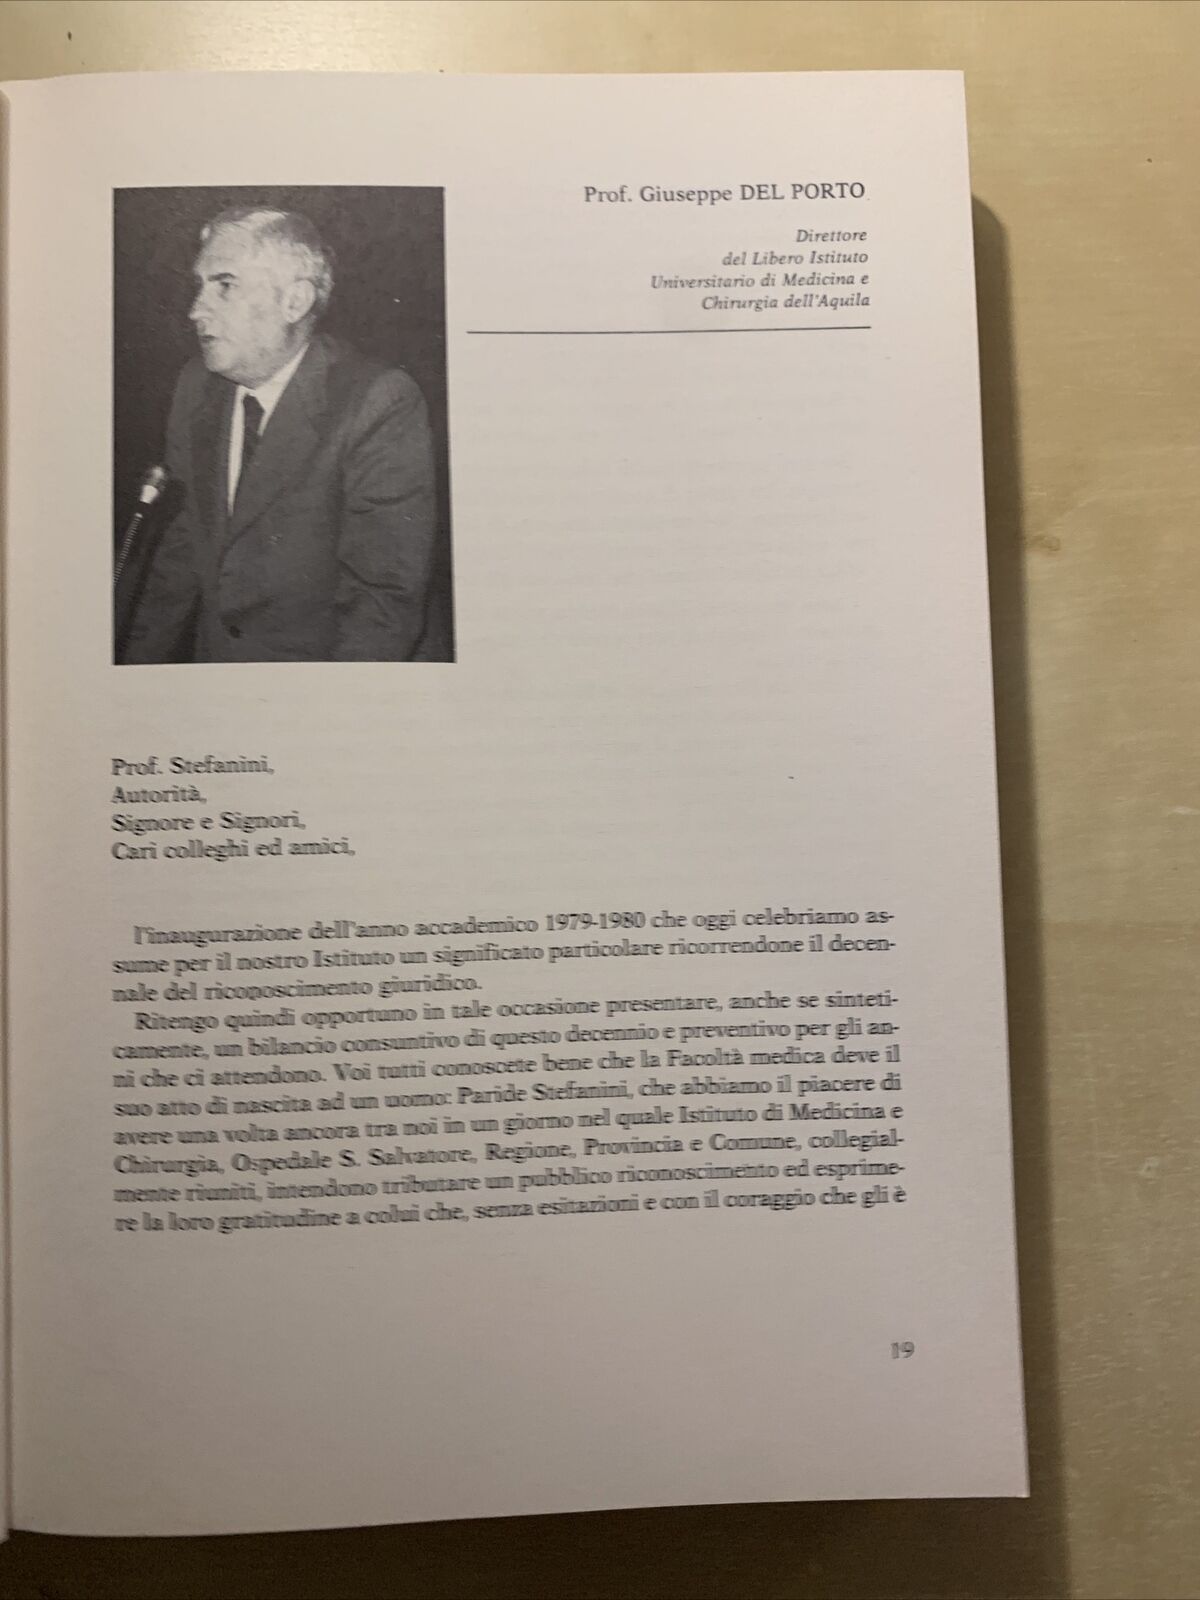 Prof. Giuseppe DEL PORTO
Direttore
del Libero Istituto
Universitario di Medicina e
Chirurgia dell'Aquila
Prof. Stefanini,
Autorità,
Signore e Signori,
Cari colleghi ed amici,
l'inaugurazione dell'anno accademico 1979-1980 che oggi celebriamo as-
sume per il nostro Istituto un significato particolare ricorrendone il decen-
nale del riconoscimento giuridico.
Ritengo quindi opportuno in tale occasione presentare, anche se sinteti-
camente, un bilancio consuntivo di questo decennio e preventivo per gli an-
ni che ci attendono. Voi tutti conoscete bene che la Facoltà medica deve il
suo atto di nascita ad un uomo: Paride Stefanini, che abbiamo il piacere di
avere una volta ancora tra noi in un giorno nel quale Istituto di Medicina e
Chirurgia, Ospedale S. Salvatore, Regione, Provincia e Comune, collegial-
mente riuniti, intendono tributare un pubblico riconoscimento ed esprime-
re la loro gratitudine a colui che, senza esitazioni e con il coraggio che gli è
19